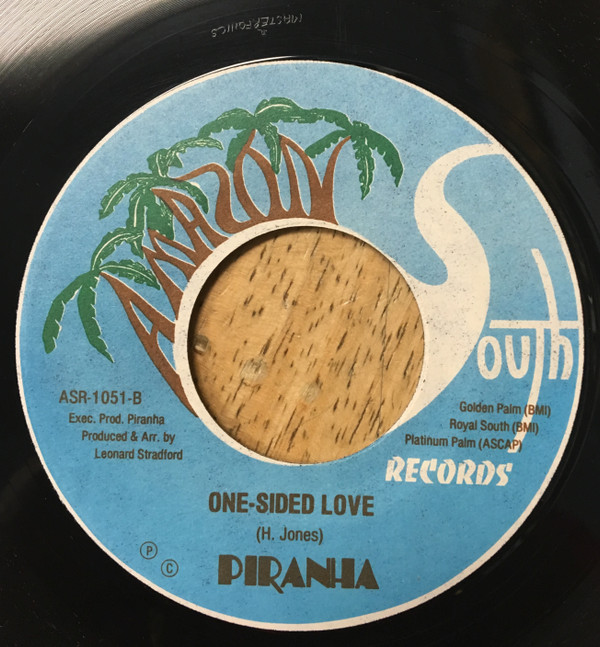 MASTERFONICS
AMAZON
South
RECORDS
ASR-1051-B
Exec. Prod. Piranha
Produced & Arr. by
Leonard Stradford
Golden Palm (BMI)
Royal South (BMI)
Platinum Palm (ASCAP)
ONE-SIDED LOVE
(H. Jones)
PIRANHA
Ⓟ
Ⓒ